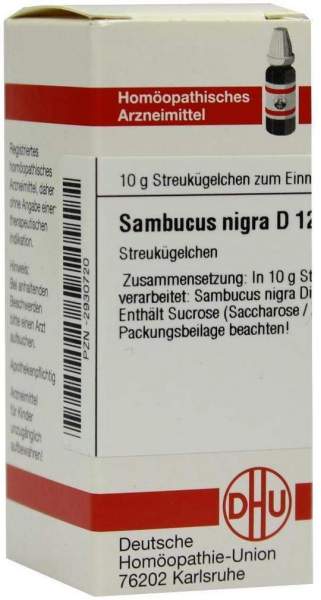 Homöopathisches
Arzneimittel
10 g Streukügelchen zum Einn
Sambucus nigra D 12
Streukügelchen
Zusammensetzung: In 10 g St
verarbeitet: Sambucus nigra Di
Enthält Sucrose (Saccharose /
Packungsbeilage beachten!
DHU
Deutsche
Homöopathie-Union
76202 Karlsruhe
Registriertes
homöopathisches
Arzneimittel, daher
ohne Angabe einer
therapeutischen
Indikation.
Hinweis:
Bei anhaltenden
Beschwerden
bitte einen Arzt
aufsuchen.
Apothekenpflichtig
Arzneimittel
für Kinder
unzugänglich
aufbewahren!
PZN -2930720